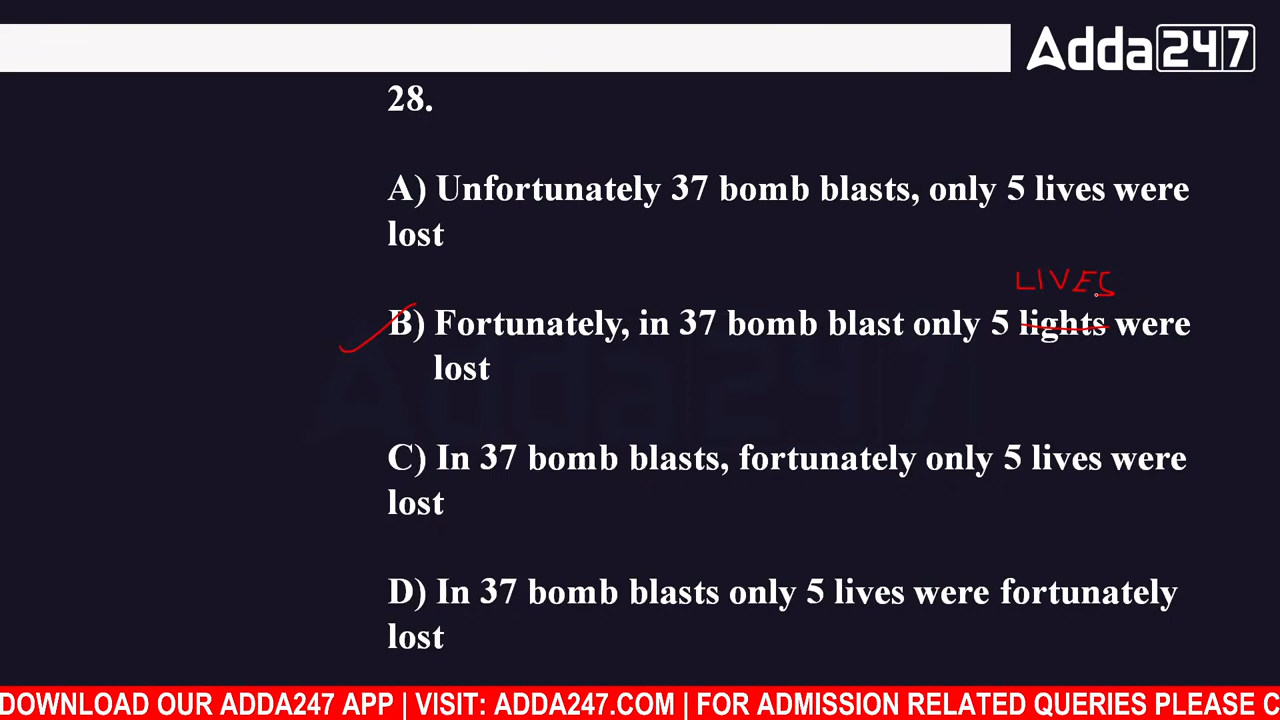 Adda247
28.
A) Unfortunately 37 bomb blasts, only 5 lives were
lost
LIVES
B) Fortunately, in 37 bomb blast only 5 lights were
lost
C) In 37 bomb blasts, fortunately only 5 lives were
lost
D) In 37 bomb blasts only 5 lives were fortunately
lost
DOWNLOAD OUR ADDA247 APP | VISIT: ADDA247.COM | FOR ADMISSION RELATED QUERIES PLEASE C